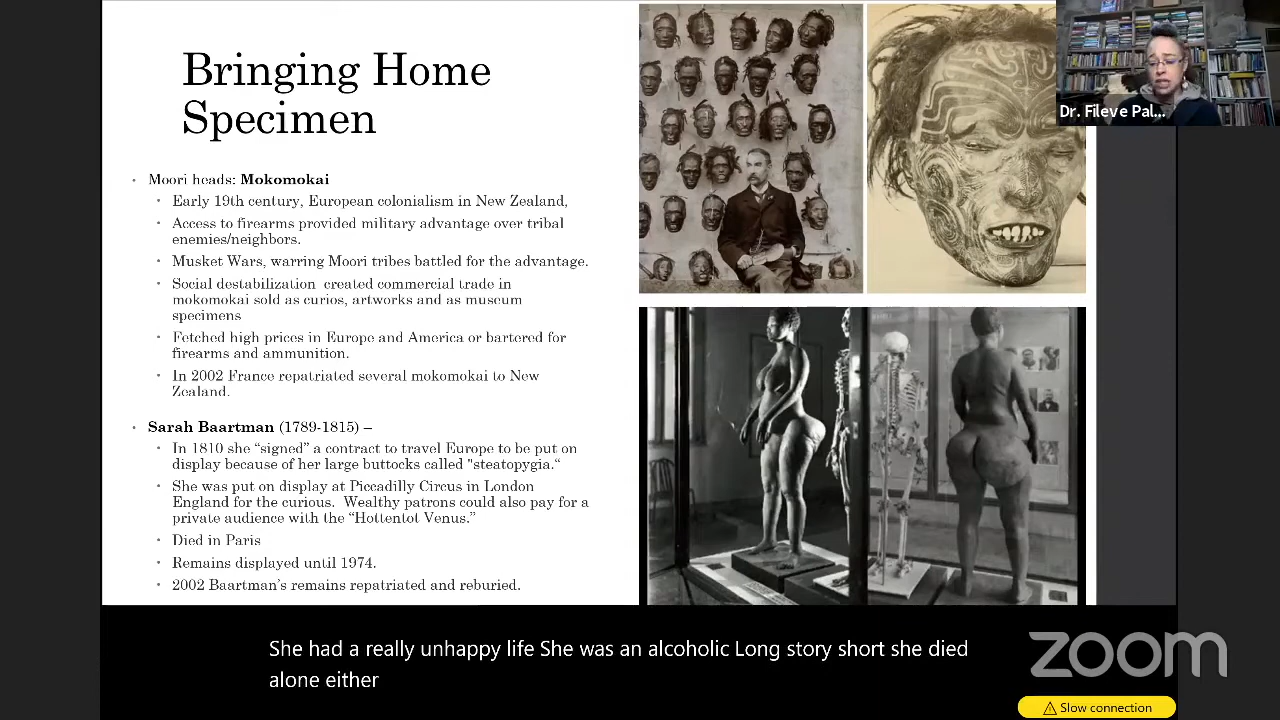 Bringing Home
Specimen
• Moori heads: Mokomokai
• Early 19th century, European colonialism in New Zealand,
• Access to firearms provided military advantage over tribal
enemies/neighbors.
• Musket Wars, warring Moori tribes battled for the advantage.
• Social destabilization created commercial trade in
mokomokai sold as curios, artworks and as museum
specimens
• Fetched high prices in Europe and America or bartered for
firearms and ammunition.
• In 2002 France repatriated several mokomokai to New
Zealand.
• Sarah Baartman (1789-1815) –
• In 1810 she “signed” a contract to travel Europe to be put on
display because of her large buttocks called "steatopygia.“
• She was put on display at Piccadilly Circus in London
England for the curious. Wealthy patrons could also pay for a
private audience with the “Hottentot Venus.”
• Died in Paris
• Remains displayed until 1974.
• 2002 Baartman’s remains repatriated and reburied.
Dr. Fileve Pal...
She had a really unhappy life She was an alcoholic Long story short she died
alone either
zoom
Slow connection